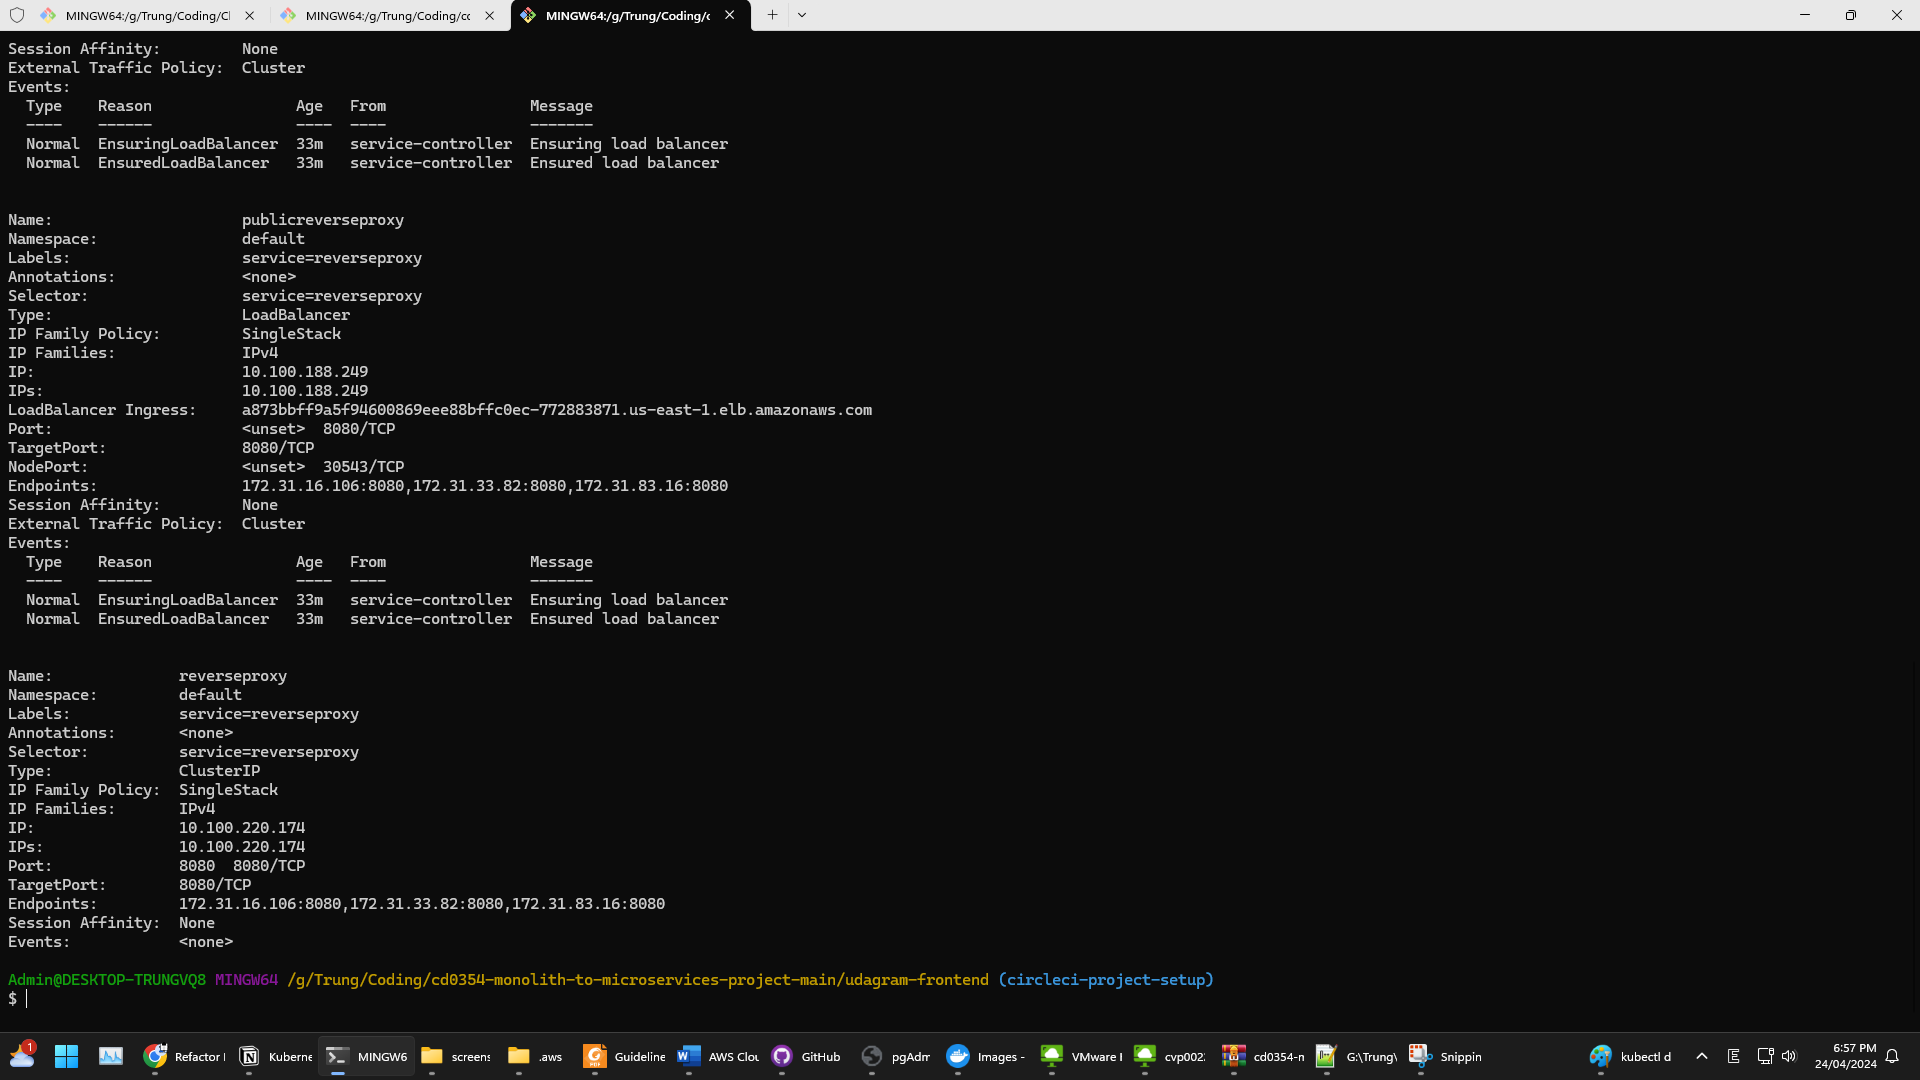 MINGW64:/g/Trung/Coding/Cl
MINGW64:/g/Trung/Coding/cc
MINGW64:/g/Trung/Coding/c
Session Affinity:         None
External Traffic Policy:  Cluster
Events:
  Type    Reason                Age   From                Message
  ----    ------                ----  ----                -------
  Normal  EnsuringLoadBalancer  33m   service-controller  Ensuring load balancer
  Normal  EnsuredLoadBalancer   33m   service-controller  Ensured load balancer
Name:                     publicreverseproxy
Namespace:                default
Labels:                   service=reverseproxy
Annotations:              <none>
Selector:                 service=reverseproxy
Type:                     LoadBalancer
IP Family Policy:         SingleStack
IP Families:              IPv4
IP:                       10.100.188.249
IPs:                      10.100.188.249
LoadBalancer Ingress:     a873bbff9a5f94600869eee88bffc0ec-772883871.us-east-1.elb.amazonaws.com
Port:                     <unset>  8080/TCP
TargetPort:               8080/TCP
NodePort:                 <unset>  30543/TCP
Endpoints:                172.31.16.106:8080,172.31.33.82:8080,172.31.83.16:8080
Session Affinity:         None
External Traffic Policy:  Cluster
Events:
  Type    Reason                Age   From                Message
  ----    ------                ----  ----                -------
  Normal  EnsuringLoadBalancer  33m   service-controller  Ensuring load balancer
  Normal  EnsuredLoadBalancer   33m   service-controller  Ensured load balancer
Name:              reverseproxy
Namespace:         default
Labels:            service=reverseproxy
Annotations:       <none>
Selector:          service=reverseproxy
Type:              ClusterIP
IP Family Policy:  SingleStack
IP Families:       IPv4
IP:                10.100.220.174
IPs:               10.100.220.174
Port:              8080  8080/TCP
TargetPort:        8080/TCP
Endpoints:         172.31.16.106:8080,172.31.33.82:8080,172.31.83.16:8080
Session Affinity:  None
Events:            <none>
Admin@DESKTOP-TRUNGVQ8 MINGW64 /g/Trung/Coding/cd0354-monolith-to-microservices-project-main/udagram-frontend (circleci-project-setup)
$
1 Refactor Kuberne MINGW6 screens .aws Guideline AWS Clou GitHub pgAdm Images - VMware cvp002 cd0354-m G:\Trung\ Snippin kubectl d E 6:57 PM
24/04/2024